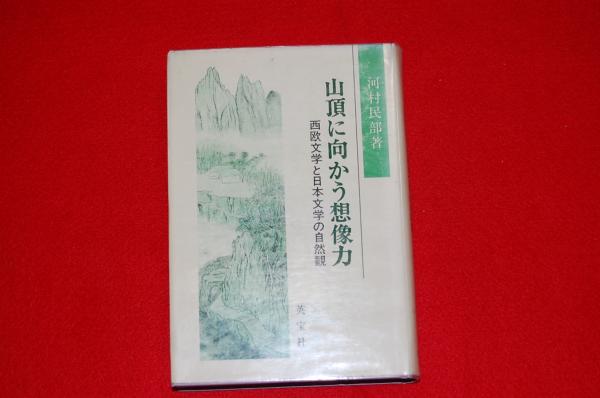 河村民部著
山頂に向かう想像力
西欧文学と日本文学の自然観
英宝社